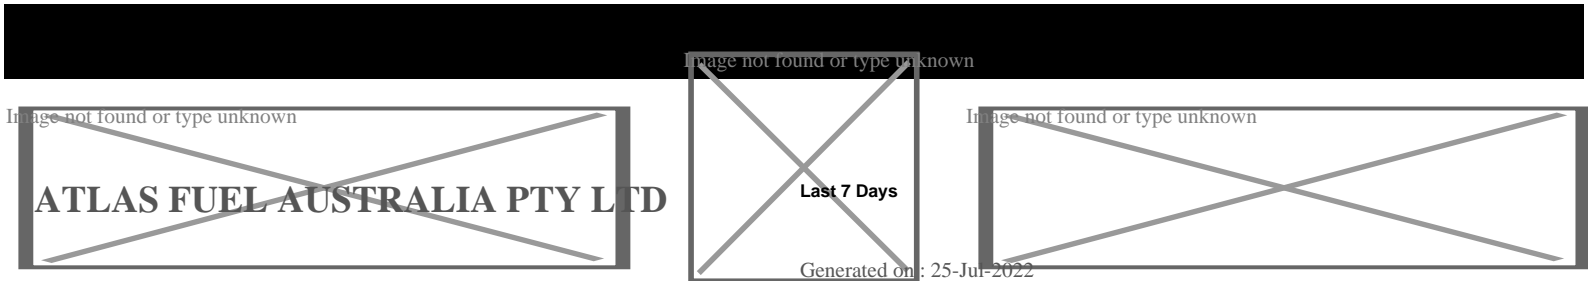 Image not found or type unknown
Image not found or type unknown
Image not found or type unknown
ATLAS FUEL AUSTRALIA PTY LTD
Last 7 Days
Generated on : 25-Jul-2022